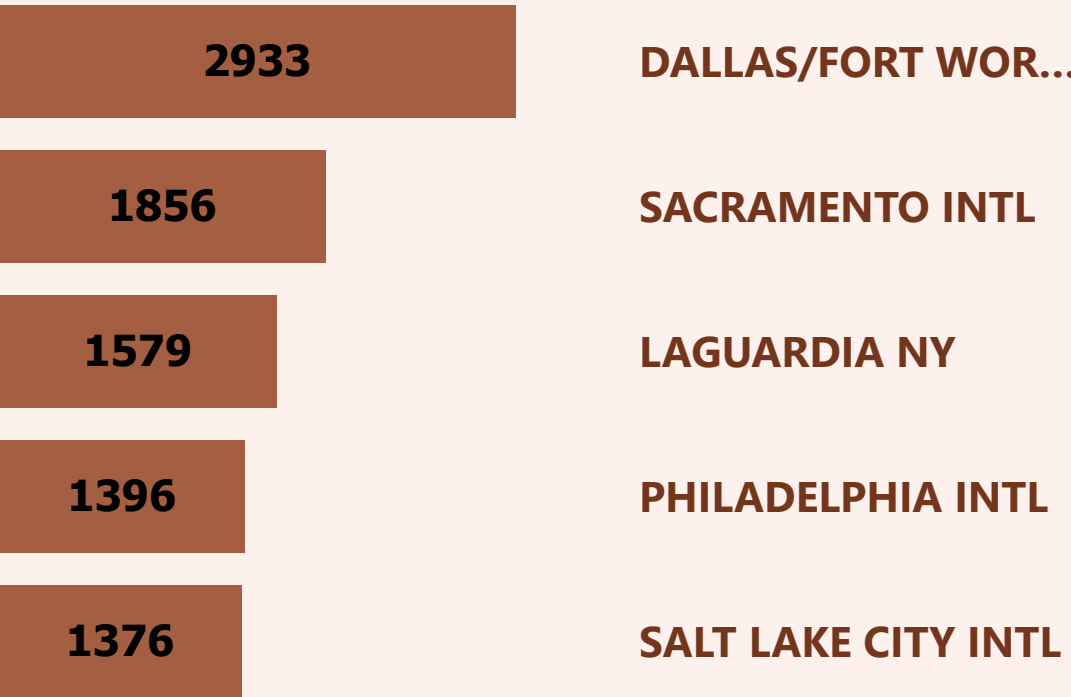 2933 DALLAS/FORT WOR...
1856 SACRAMENTO INTL
1579 LAGUARDIA NY
1396 PHILADELPHIA INTL
1376 SALT LAKE CITY INTL